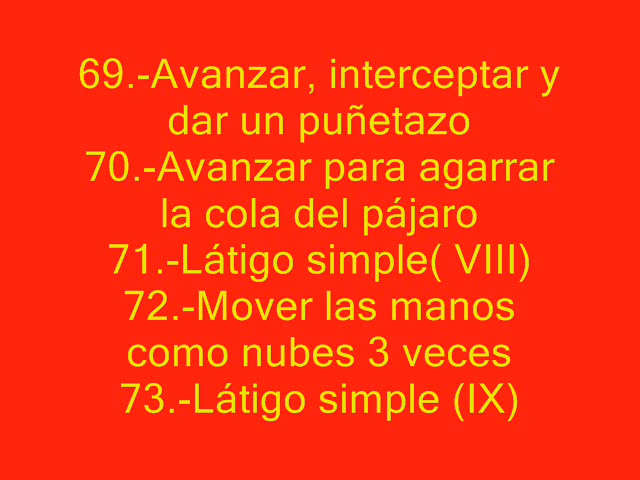 69.-Avanzar, interceptar y
dar un puñetazo
70.-Avanzar para agarrar
la cola del pájaro
71.-Látigo simple( VIII)
72.-Mover las manos
como nubes 3 veces
73.-Látigo simple (IX)